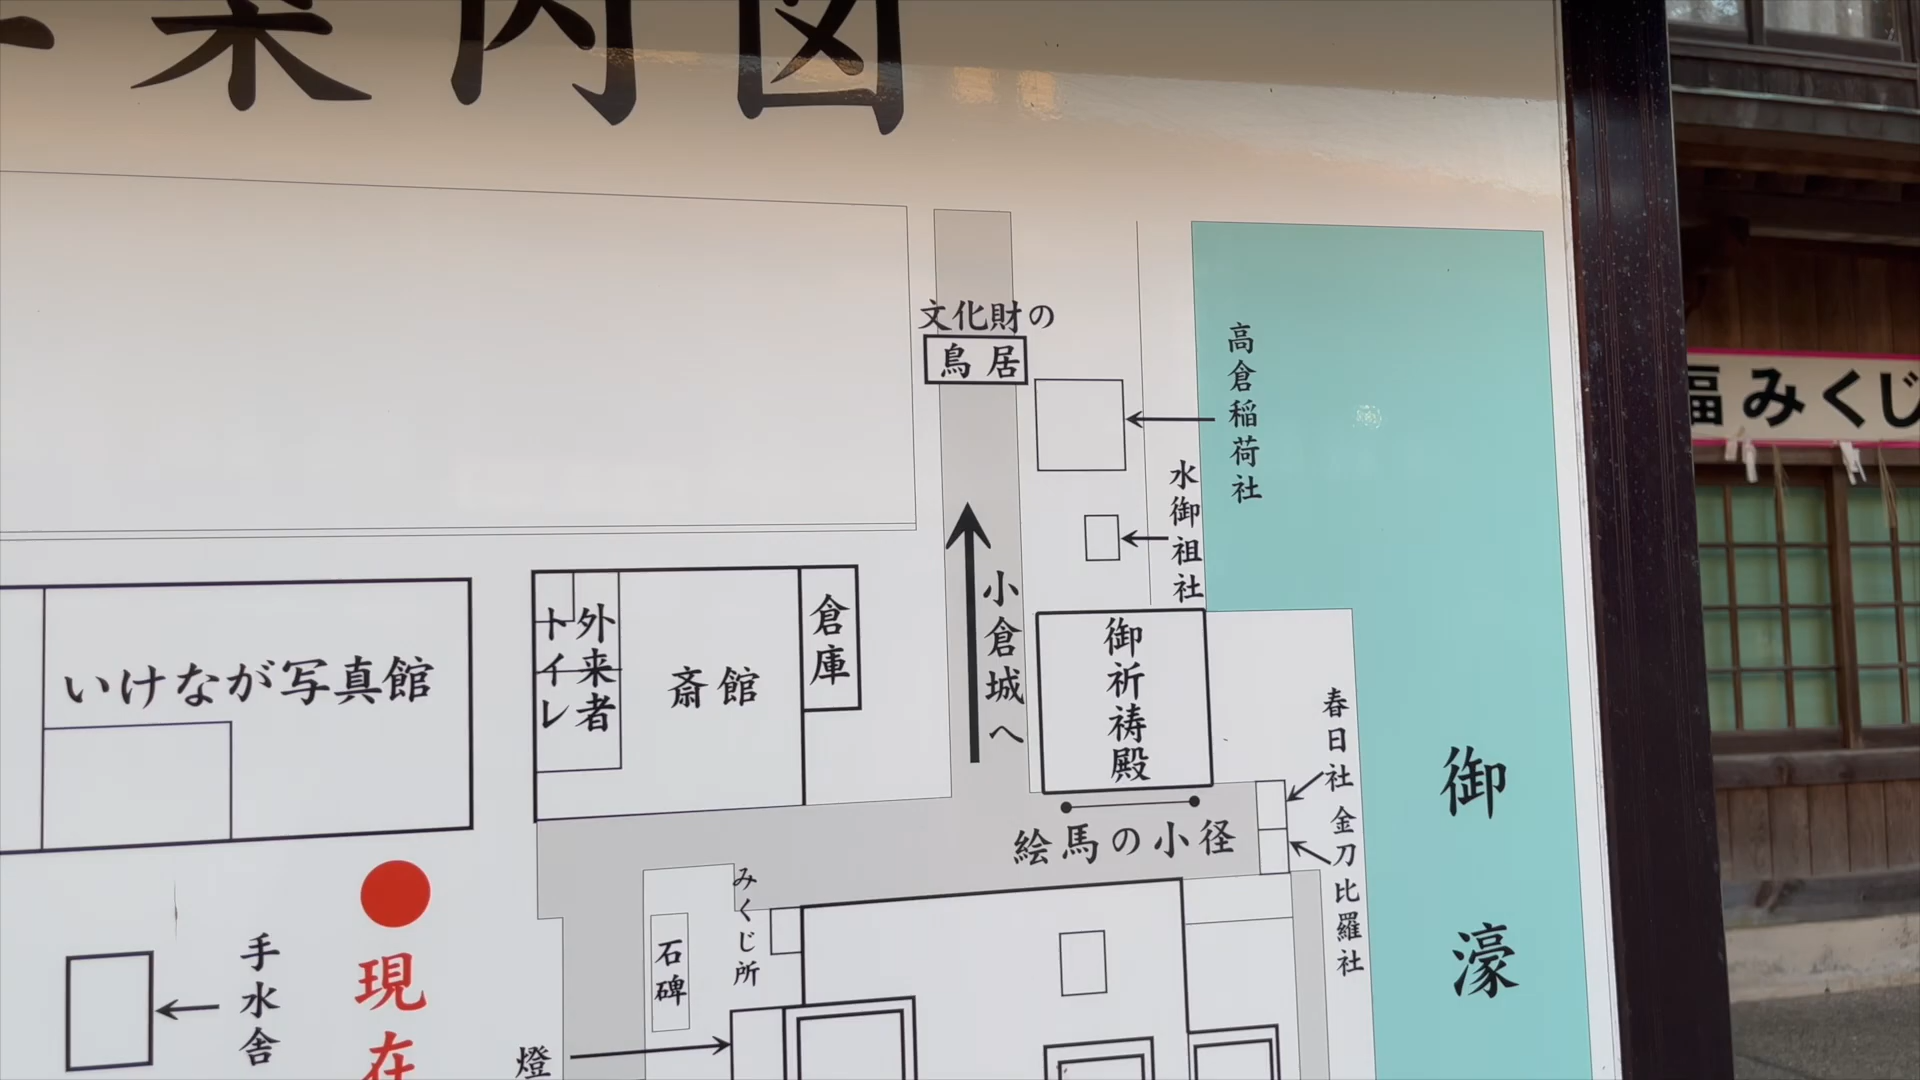 案内図
文化財の
鳥居
高倉稲荷社
水御祖社
小倉城へ
御祈祷殿
倉庫
斎館
外来者
トイレ
いけなが写真館
春日社
金刀比羅社
絵馬の小径
御濠
みくじ所
石碑
手水舎
現在
燈
福みくじ